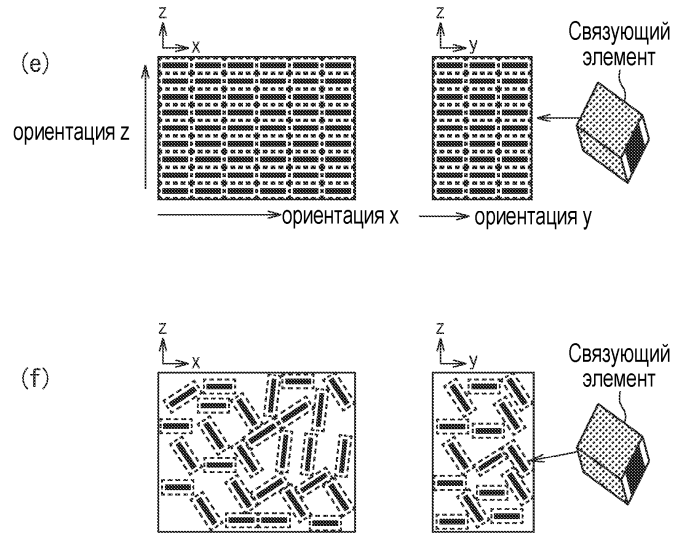 (e)
z
x
z
y
Связующий
элемент
ориентация z
ориентация x
ориентация y
(f)
z
x
z
y
Связующий
элемент